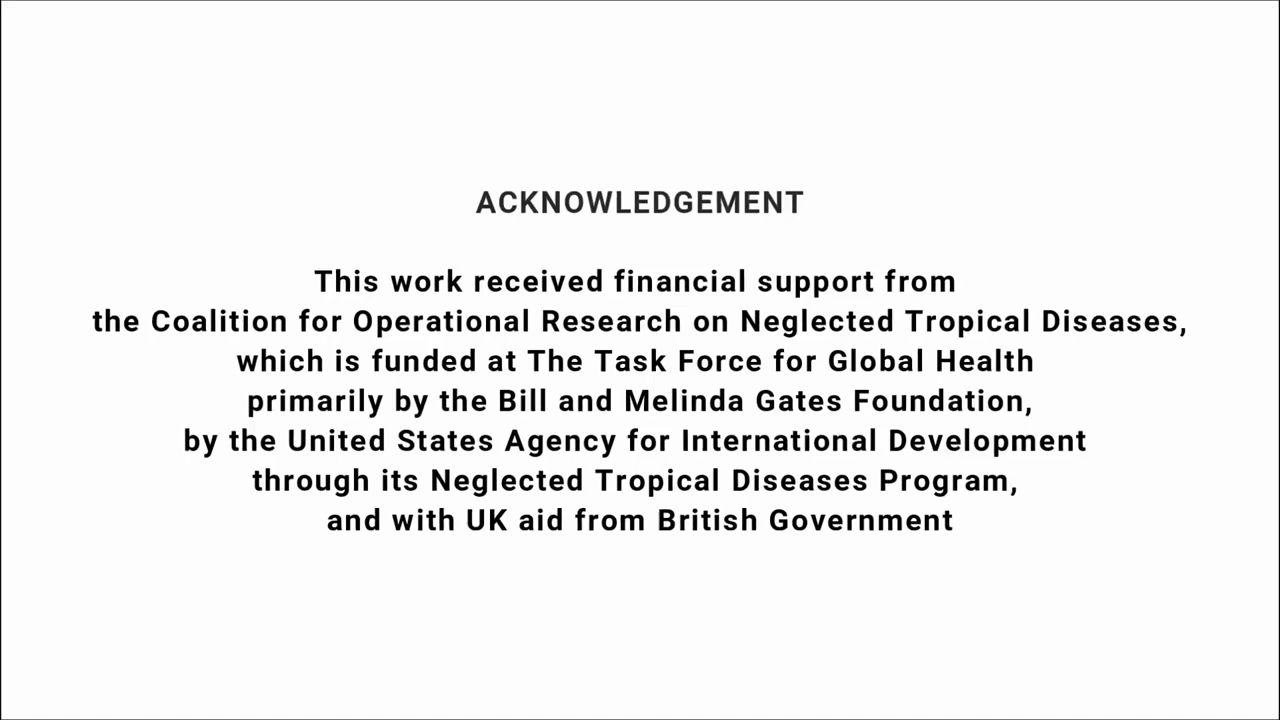 ACKNOWLEDGEMENT
This work received financial support from
the Coalition for Operational Research on Neglected Tropical Diseases,
which is funded at The Task Force for Global Health
primarily by the Bill and Melinda Gates Foundation,
by the United States Agency for International Development
through its Neglected Tropical Diseases Program,
and with UK aid from British Government